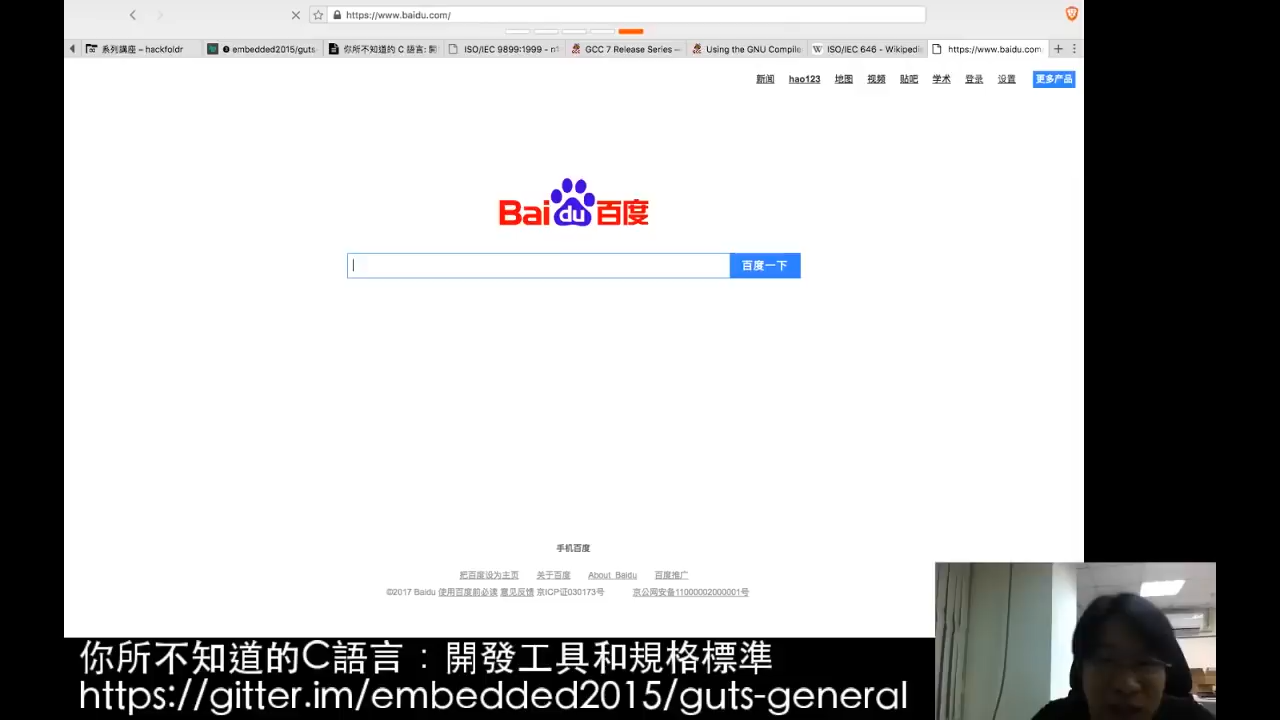 https://www.baidu.com/
系列講座 – hackfoldr
embedded2015/guts-
你所不知道的 C 語言: 開
ISO/IEC 9899:1999 - n1
GCC 7 Release Series —
Using the GNU Compile
ISO/IEC 646 - Wikipedi
https://www.baidu.com
新闻 hao123 地图 视频 贴吧 学术 登录 设置 更多产品
Bai du 百度
百度一下
手机百度
把百度设为主页 关于百度 About Baidu 百度推广
©2017 Baidu 使用百度前必读 意见反馈 京ICP证030173号 京公网安备11000002000001号
你所不知道的C語言：開發工具和規格標準
https://gitter.im/embedded2015/guts-general